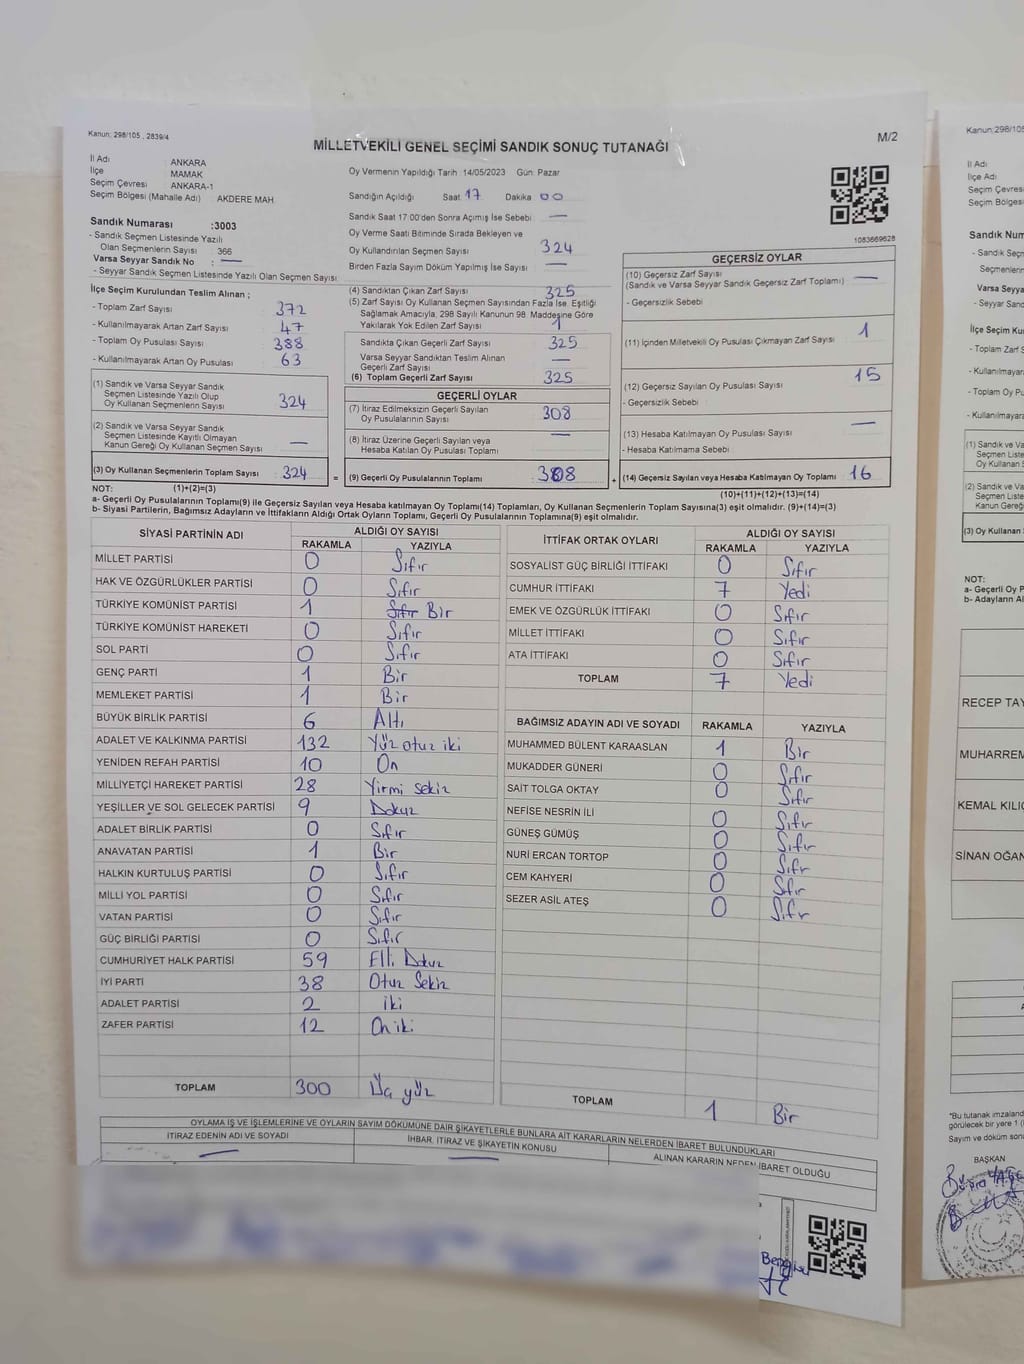 Kanun: 298/105 , 2839/4
M/2
MİLLETVEKİLİ GENEL SEÇİMİ SANDIK SONUÇ TUTANAĞI
İl Adı ANKARA
İlçe MAMAK
Seçim Çevresi ANKARA-1
Seçim Bölgesi (Mahalle Adı) AKDERE MAH.
Sandık Numarası :3003
- Sandık Seçmen Listesinde Yazılı
Olan Seçmenlerin Sayısı 366
Varsa Seyyar Sandık No : —
- Seyyar Sandık Seçmen Listesinde Yazılı Olan Seçmen Sayısı
İlçe Seçim Kurulundan Teslim Alınan ;
- Toplam Zarf Sayısı 372
- Kullanılmayarak Artan Zarf Sayısı 47
- Toplam Oy Pusulası Sayısı 388
- Kullanılmayarak Artan Oy Pusulası 63
(1) Sandık ve Varsa Seyyar Sandık
Seçmen Listesinde Yazılı Olup
Oy Kullanan Seçmenlerin Sayısı 324
(2) Sandık ve Varsa Seyyar Sandık
Seçmen Listesinde Kayıtlı Olmayan
Kanun Gereği Oy Kullanan Seçmen Sayısı —
(3) Oy Kullanan Seçmenlerin Toplam Sayısı 324 =
Oy Vermenin Yapıldığı Tarih 14/05/2023 Gün: Pazar
Sandığın Açıldığı Saat 17 Dakika 00
Sandık Saat 17:00'den Sonra Açımış İse Sebebi —
Oy Verme Saati Bitiminde Sırada Bekleyen ve
Oy Kullandırılan Seçmen Sayısı 324
Birden Fazla Sayım Döküm Yapılmış İse Sayısı —
(4) Sandıktan Çıkan Zarf Sayısı 325
(5) Zarf Sayısı Oy Kullanan Seçmen Sayısından Fazla İse, Eşitliği
Sağlamak Amacıyla, 298 Sayılı Kanunun 98. Maddesine Göre
Yakılarak Yok Edilen Zarf Sayısı 1
Sandıkta Çıkan Geçerli Zarf Sayısı 325
Varsa Seyyar Sandıktan Teslim Alınan
Geçerli Zarf Sayısı —
(6) Toplam Geçerli Zarf Sayısı 325
GEÇERLİ OYLAR
(7) İtiraz Edilmeksizin Geçerli Sayılan
Oy Pusulalarının Sayısı 308
(8) İtiraz Üzerine Geçerli Sayılan veya
Hesaba Katılan Oy Pusulası Toplamı —
(9) Geçerli Oy Pusulalarının Toplamı 308 +
1083669628
GEÇERSİZ OYLAR
(10) Geçersiz Zarf Sayısı
(Sandık ve Varsa Seyyar Sandık Geçersiz Zarf Toplamı) —
- Geçersizlik Sebebi
(11) İçinden Milletvekili Oy Pusulası Çıkmayan Zarf Sayısı 1
(12) Geçersiz Sayılan Oy Pusulası Sayısı 15
- Geçersizlik Sebebi
(13) Hesaba Katılmayan Oy Pusulası Sayısı —
- Hesaba Katılmama Sebebi
(14) Geçersiz Sayılan veya Hesaba Katılmayan Oy Toplamı 16
NOT: (1)+(2)=(3) (10)+(11)+(12)+(13)=(14)
a- Geçerli Oy Pusulalarının Toplamı(9) ile Geçersiz Sayılan veya Hesaba katılmayan Oy Toplamı(14) Toplamları, Oy Kullanan Seçmenlerin Toplam Sayısına(3) eşit olmalıdır. (9)+(14)=(3)
b- Siyasi Partilerin, Bağımsız Adayların ve İttifakların Aldığı Ortak Oyların Toplamı, Geçerli Oy Pusulalarının Toplamına(9) eşit olmalıdır.
SİYASİ PARTİNİN ADI ALDIĞI OY SAYISI
RAKAMLA YAZIYLA
MİLLET PARTİSİ 0 Sıfır
HAK VE ÖZGÜRLÜKLER PARTİSİ 0 Sıfır
TÜRKİYE KOMÜNİST PARTİSİ 1 Sıfır Bir
TÜRKİYE KOMÜNİST HAREKETİ 0 Sıfır
SOL PARTİ 0 Sıfır
GENÇ PARTİ 1 Bir
MEMLEKET PARTİSİ 1 Bir
BÜYÜK BİRLİK PARTİSİ 6 Altı
ADALET VE KALKINMA PARTİSİ 132 Yüz otuz iki
YENİDEN REFAH PARTİSİ 10 On
MİLLİYETÇİ HAREKET PARTİSİ 28 Yirmi sekiz
YEŞİLLER VE SOL GELECEK PARTİSİ 9 Dokuz
ADALET BİRLİK PARTİSİ 0 Sıfır
ANAVATAN PARTİSİ 1 Bir
HALKIN KURTULUŞ PARTİSİ 0 Sıfır
MİLLİ YOL PARTİSİ 0 Sıfır
VATAN PARTİSİ 0 Sıfır
GÜÇ BİRLİĞİ PARTİSİ 0 Sıfır
CUMHURİYET HALK PARTİSİ 59 Elli Dokuz
İYİ PARTİ 38 Otuz Sekiz
ADALET PARTİSİ 2 iki
ZAFER PARTİSİ 12 On iki
TOPLAM 300 Üç yüz
İTTİFAK ORTAK OYLARI ALDIĞI OY SAYISI
RAKAMLA YAZIYLA
SOSYALİST GÜÇ BİRLİĞİ İTTİFAKI 0 Sıfır
CUMHUR İTTİFAKI 7 Yedi
EMEK VE ÖZGÜRLÜK İTTİFAKI 0 Sıfır
MİLLET İTTİFAKI 0 Sıfır
ATA İTTİFAKI 0 Sıfır
TOPLAM 7 Yedi
BAĞIMSIZ ADAYIN ADI VE SOYADI RAKAMLA YAZIYLA
MUHAMMED BÜLENT KARAASLAN 1 Bir
MUKADDER GÜNERİ 0 Sıfır
SAİT TOLGA OKTAY 0 Sıfır
NEFİSE NESRİN İLİ 0 Sıfır
GÜNEŞ GÜMÜŞ 0 Sıfır
NURİ ERCAN TORTOP 0 Sıfır
CEM KAHYERİ 0 Sıfır
SEZER ASİL ATEŞ 0 Sıfır
TOPLAM 1 Bir
OYLAMA İŞ VE İŞLEMLERİNE VE OYLARIN SAYIM DÖKÜMÜNE DAİR ŞİKAYETLERLE BUNLARA AİT KARARLARIN NELERDEN İBARET BULUNDUKLARI
İTİRAZ EDENİN ADI VE SOYADI İHBAR, İTİRAZ VE ŞİKAYETİN KONUSU ALINAN KARARIN NEDEN İBARET OLDUĞU
— —
Kanun: 298/10
İl Adı
İlçe Adı
Seçim Çevres
Seçim Bölges
Sandık Num
- Sandık Seç
Seçmenleri
Varsa Seyya
- Varsa Seyya
İlçe Seçim Ku
- Toplam Zarf S
- Kullanılmayar
- Toplam Oy P
- Kullanılmayara
(1) Sandık ve
Seçmen Liste
Oy Kullanan S
(2) Sandık ve
Seçmen Liste
Kanun Gere
(3) Oy Kullanan
NOT:
a- Geçerli Oy P
b- Adayların Al
RECEP TAY
MUHARREM
KEMAL KILIÇ
SİNAN OĞAN
*Bu tutanak imzaland
görülecek bir yere 1 (
Sayım ve döküm son
BAŞKAN